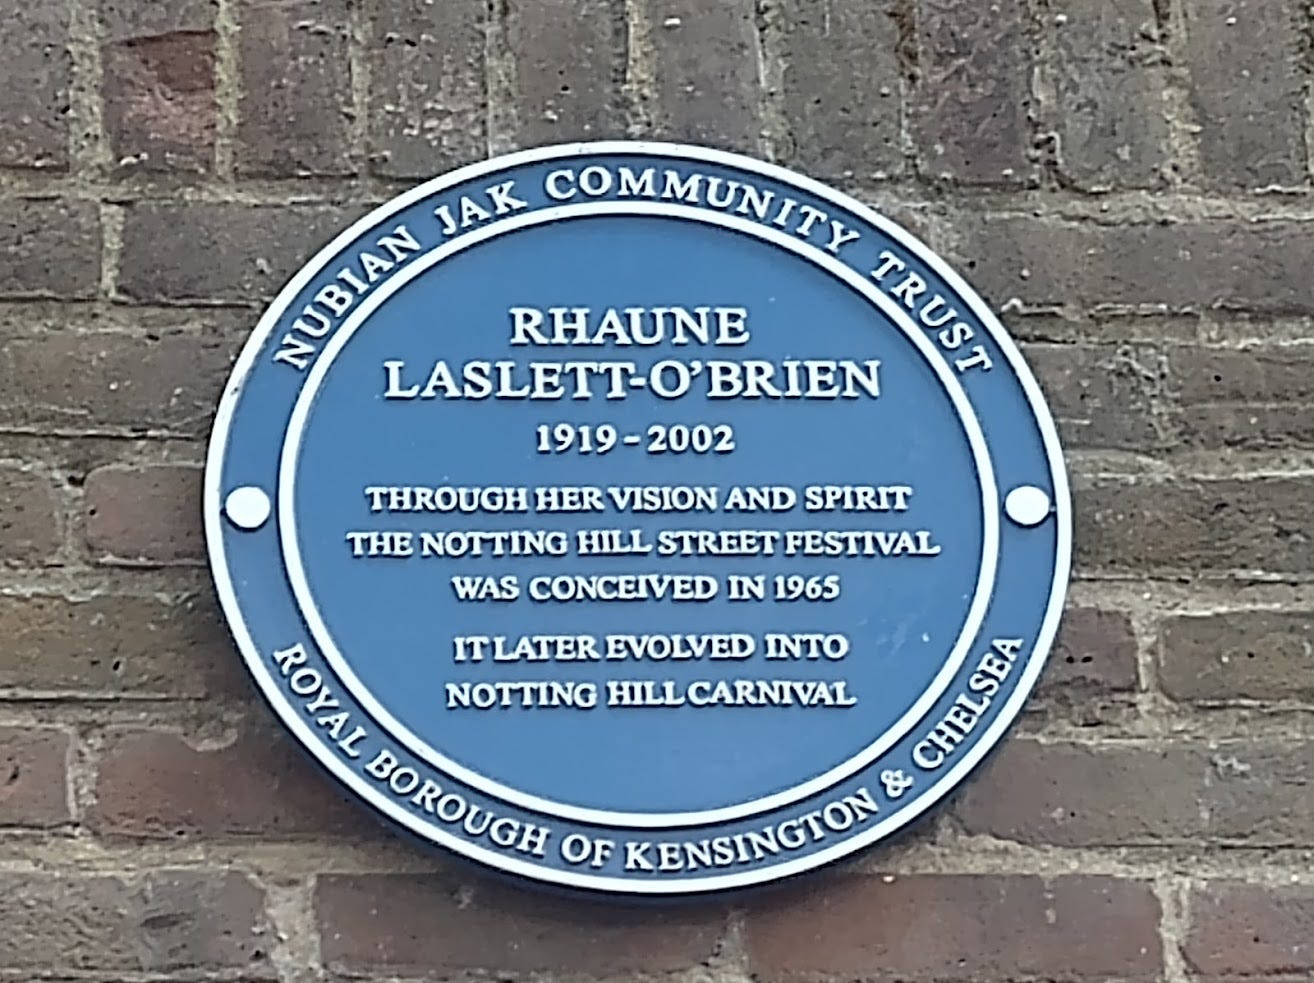 NUBIAN JAK COMMUNITY TRUST
RHAUNE
LASLETT-O'BRIEN
1919 - 2002
THROUGH HER VISION AND SPIRIT
THE NOTTING HILL STREET FESTIVAL
WAS CONCEIVED IN 1965
IT LATER EVOLVED INTO
NOTTING HILL CARNIVAL
ROYAL BOROUGH OF KENSINGTON & CHELSEA